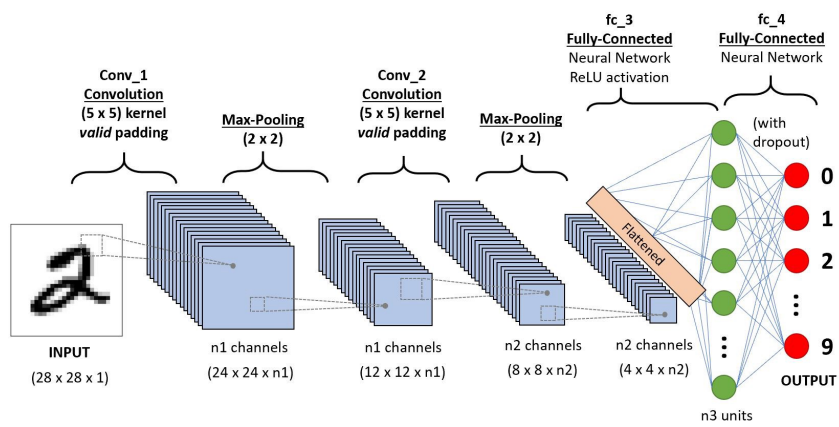 fc_3
Fully-Connected
Neural Network
ReLU activation
fc_4
Fully-Connected
Neural Network
Conv_1
Convolution
(5 x 5) kernel
valid padding
Max-Pooling
(2 x 2)
Conv_2
Convolution
(5 x 5) kernel
valid padding
Max-Pooling
(2 x 2)
(with
dropout)
0
1
2
9
Flattened
2
INPUT
(28 x 28 x 1)
n1 channels
(24 x 24 x n1)
n1 channels
(12 x 12 x n1)
n2 channels
(8 x 8 x n2)
n2 channels
(4 x 4 x n2)
OUTPUT
n3 units